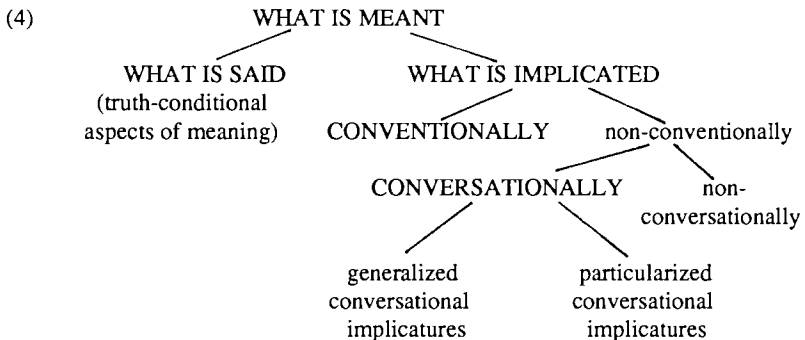 (4) WHAT IS MEANT
WHAT IS SAID WHAT IS IMPLICATED
(truth-conditional
aspects of meaning) CONVENTIONALLY non-conventionally
CONVERSATIONALLY non-
conversationally
generalized particularized
conversational conversational
implicatures implicatures